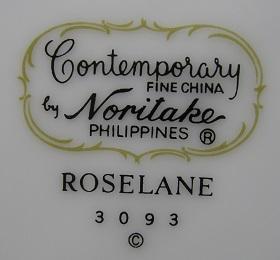 Contemporary
FINE CHINA
by Noritake
PHILIPPINES ®
ROSELANE
3093
©